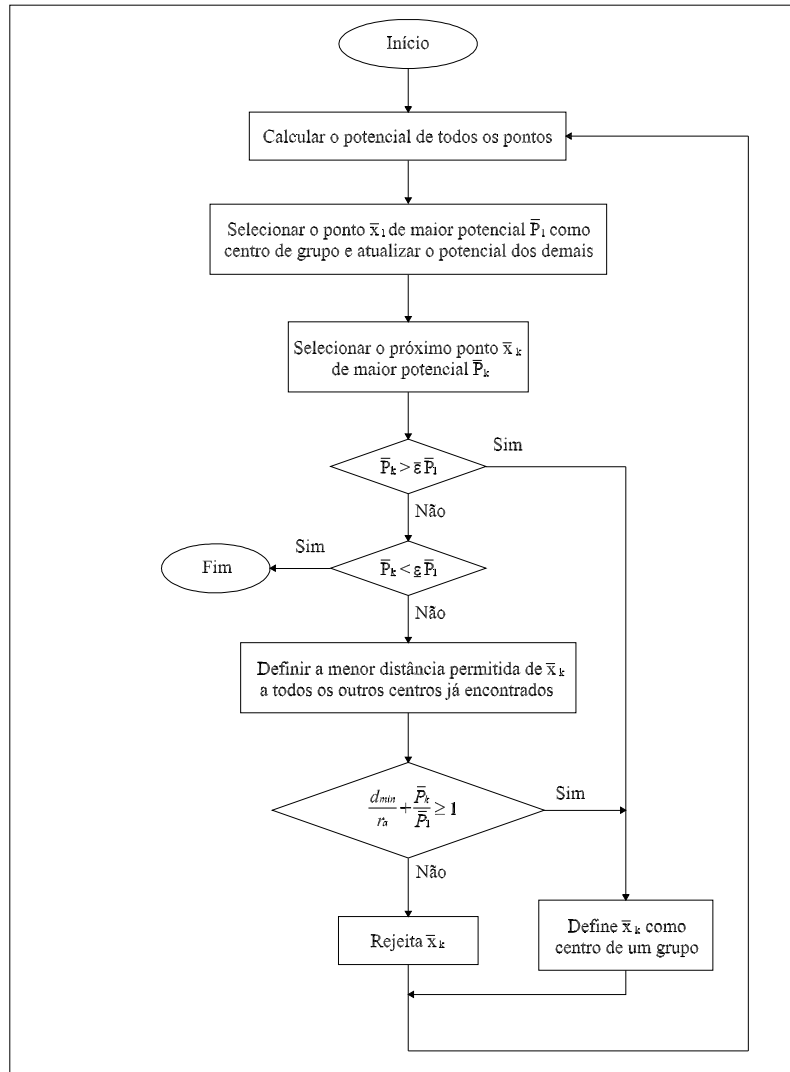 Início
Calcular o potencial de todos os pontos
Selecionar o ponto x̅₁ de maior potencial P̅₁ como
centro de grupo e atualizar o potencial dos demais
Selecionar o próximo ponto x̅ₖ
de maior potencial P̅ₖ
P̅ₖ > ε̅ P̅₁
Sim
Não
P̅ₖ < ε̲ P̅₁
Sim
Fim
Não
Definir a menor distância permitida de x̅ₖ
a todos os outros centros já encontrados
d_min/r_a + P̅ₖ/P̅₁ ≥ 1
Sim
Não
Rejeita x̅ₖ
Define x̅ₖ como
centro de um grupo